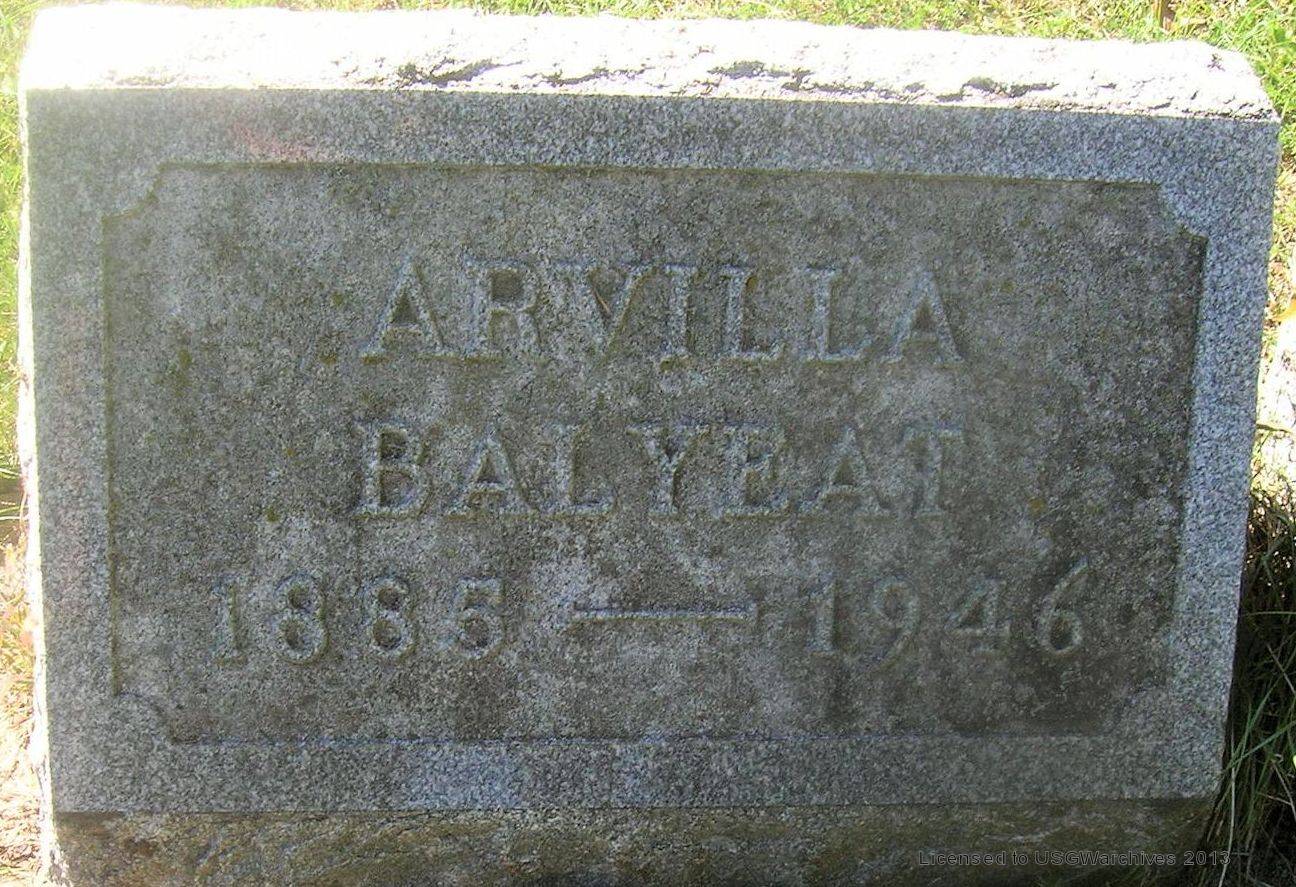 ARVILLA
BALYEAT
1885 — 1946
Licensed to USGWarchives 2013